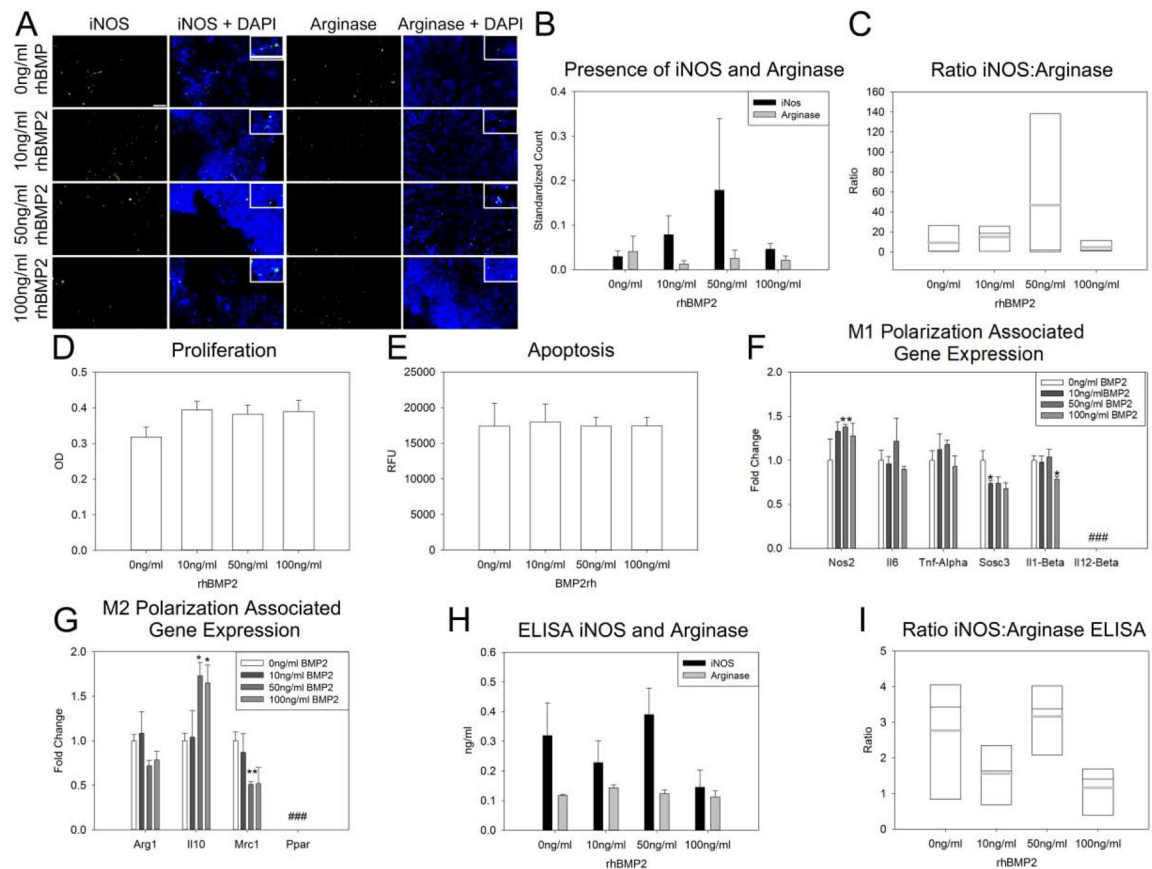 A
iNOS
iNOS + DAPI
Arginase
Arginase + DAPI
0ng/ml
rhBMP
10ng/ml
rhBMP2
50ng/ml
rhBMP2
100ng/ml
rhBMP2
B
Presence of iNOS and Arginase
Standardized Count
0.4
0.3
0.2
0.1
0.0
iNos
Arginase
0ng/ml 10ng/ml 50ng/ml 100ng/ml
rhBMP2
C
Ratio iNOS:Arginase
Ratio
160
140
120
100
80
60
40
20
0
0ng/ml 10ng/ml 50ng/ml 100ng/ml
rhBMP2
D
Proliferation
OD
0.5
0.4
0.3
0.2
0.1
0.0
0ng/ml 10ng/ml 50ng/ml 100ng/ml
rhBMP2
E
Apoptosis
RFU
25000
20000
15000
10000
5000
0
0ng/ml 10ng/ml 50ng/ml 100ng/ml
BMP2rh
F
M1 Polarization Associated
Gene Expression
Fold Change
2.0
1.5
1.0
0.5
0.0
0ng/ml BMP2
10ng/mlBMP2
50ng/ml BMP2
100ng/ml BMP2
**
*
*
###
Nos2 Il6 Tnf-Alpha Sosc3 Il1-Beta Il12-Beta
G
M2 Polarization Associated
Gene Expression
Fold Change
2.0
1.5
1.0
0.5
0.0
0ng/ml BMP2
10ng/ml BMP2
50ng/ml BMP2
100ng/ml BMP2
* *
**
###
Arg1 Il10 Mrc1 Ppar
H
ELISA iNOS and Arginase
ng/ml
0.6
0.5
0.4
0.3
0.2
0.1
0.0
iNOS
Arginase
0ng/ml 10ng/ml 50ng/ml 100ng/ml
rhBMP2
I
Ratio iNOS:Arginase ELISA
Ratio
5
4
3
2
1
0
0ng/ml 10ng/ml 50ng/ml 100ng/ml
rhBMP2